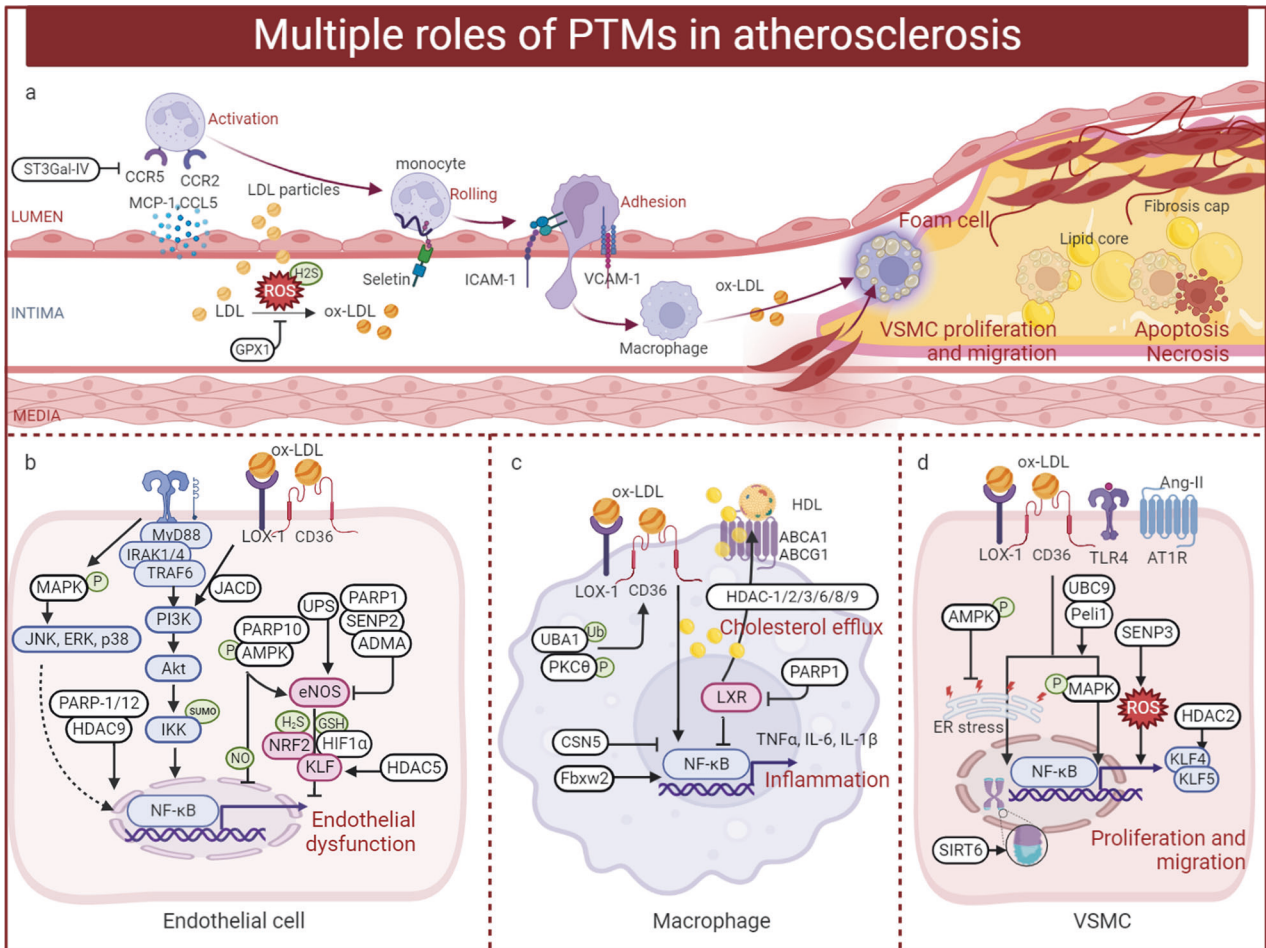 Multiple roles of PTMs in atherosclerosis
a
Activation
ST3Gal-IV
CCR5
CCR2
MCP-1,CCL5
LDL particles
monocyte
Rolling
Adhesion
LUMEN
Seletin
ICAM-1
VCAM-1
H2S
ROS
LDL
ox-LDL
GPX1
INTIMA
Macrophage
ox-LDL
Foam cell
Fibrosis cap
Lipid core
VSMC proliferation
and migration
Apoptosis
Necrosis
MEDIA
b
ox-LDL
MyD88
IRAK1/4
TRAF6
LOX-1
CD36
MAPK
P
JACD
PI3K
JNK, ERK, p38
Akt
UPS
PARP1
SENP2
ADMA
PARP10
P
AMPK
eNOS
PARP-1/12
HDAC9
IKK
SUMO
H₂S
GSH
NRF2
HIF1α
KLF
HDAC5
NO
NF-κB
Endothelial
dysfunction
Endothelial cell
c
ox-LDL
HDL
ABCA1
ABCG1
LOX-1
CD36
HDAC-1/2/3/6/8/9
Cholesterol efflux
UBA1
Ub
PKCθ
P
PARP1
LXR
CSN5
TNFα, IL-6, IL-1β
Fbxw2
NF-κB
Inflammation
Macrophage
d
ox-LDL
Ang-II
LOX-1
CD36
TLR4
AT1R
UBC9
Peli1
AMPK
P
SENP3
P
MAPK
ROS
ER stress
HDAC2
KLF4
KLF5
NF-κB
SIRT6
Proliferation and
migration
VSMC